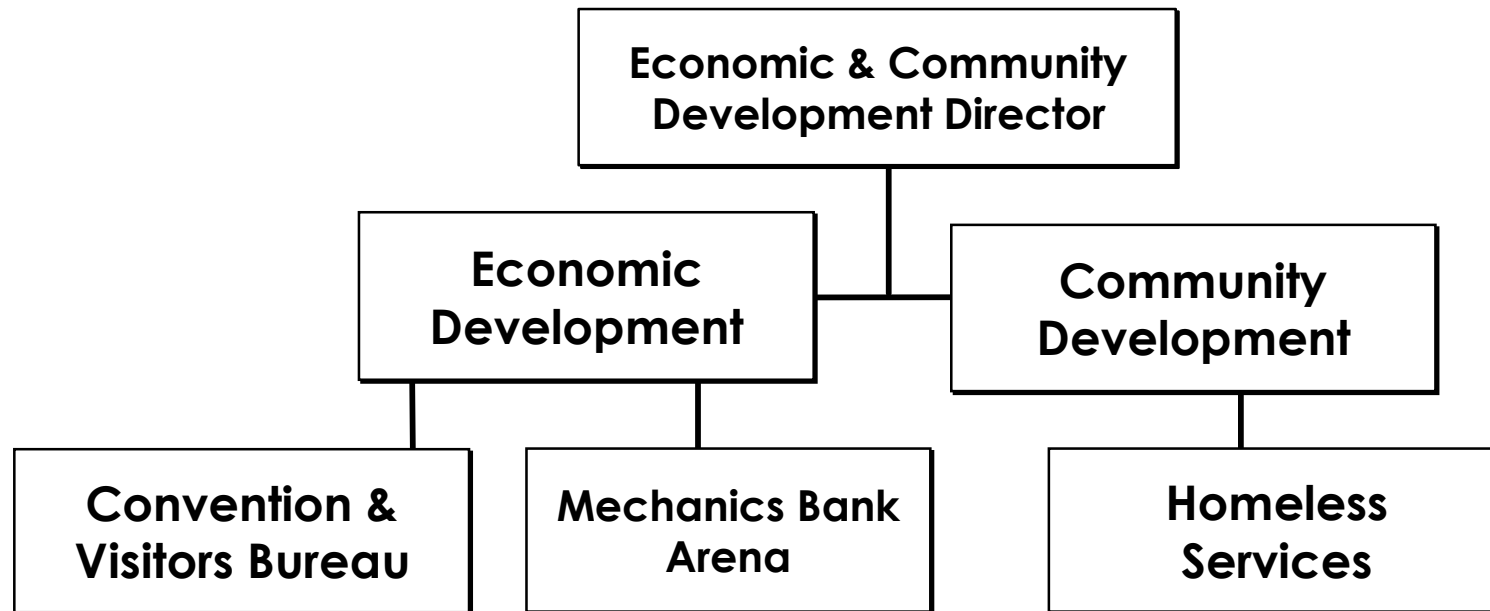 Economic & Community
Development Director
Economic
Development
Community
Development
Convention &
Visitors Bureau
Mechanics Bank
Arena
Homeless
Services